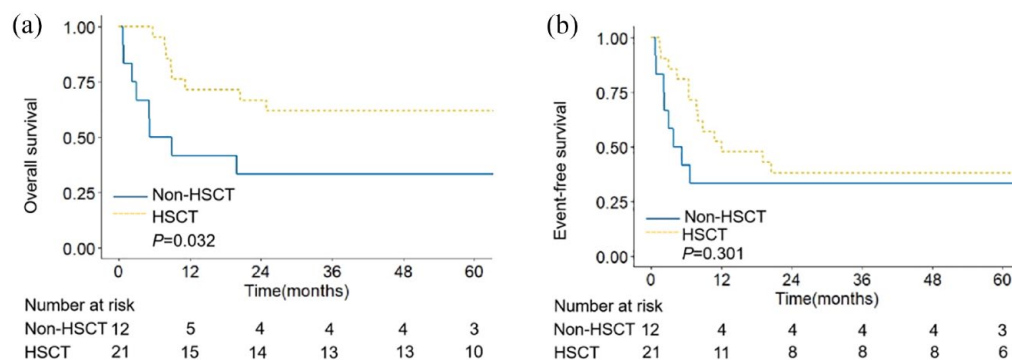 (a)
Overall survival
1.00
0.75
0.50
0.25
0.00
Non-HSCT
HSCT
P=0.032
0 12 24 36 48 60
Time(months)
Number at risk
Non-HSCT 12 5 4 4 4 3
HSCT 21 15 14 13 13 10
(b)
Event-free survival
1.00
0.75
0.50
0.25
0.00
Non-HSCT
HSCT
P=0.301
0 12 24 36 48 60
Time(months)
Number at risk
Non-HSCT 12 4 4 4 4 3
HSCT 21 11 8 8 8 6